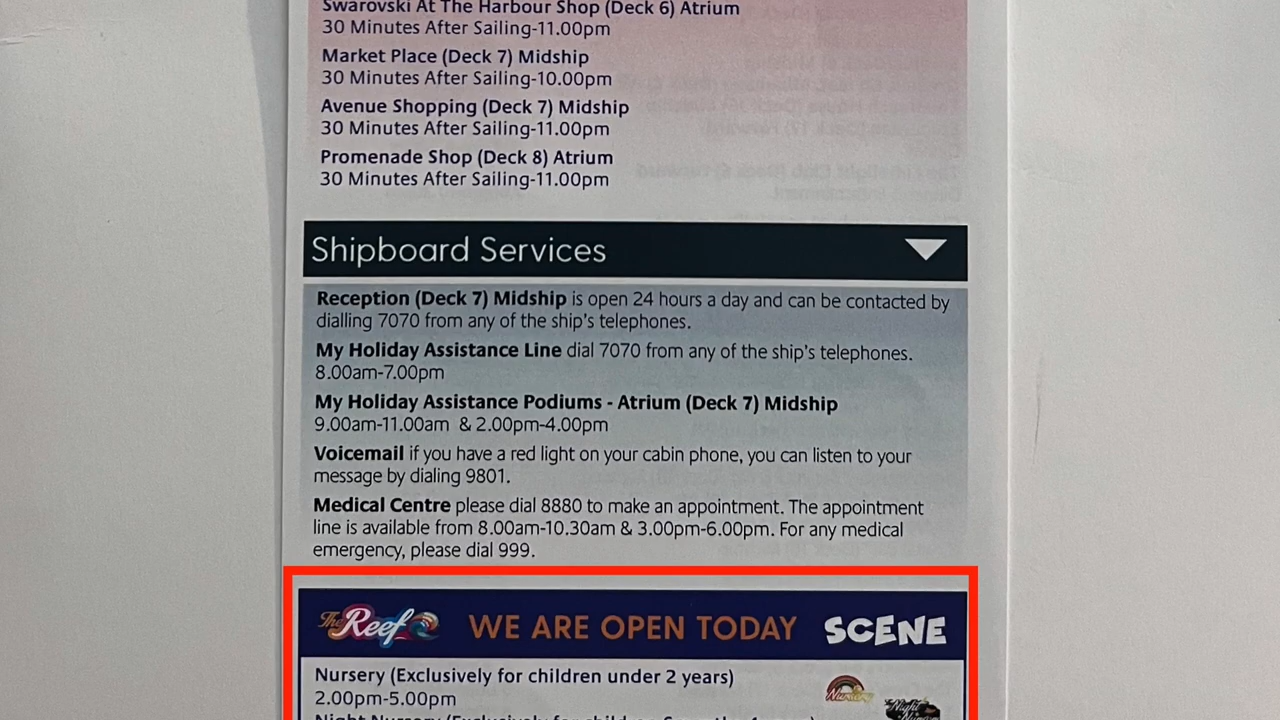 Swarovski At The Harbour Shop (Deck 6) Atrium
30 Minutes After Sailing-11.00pm
Market Place (Deck 7) Midship
30 Minutes After Sailing-10.00pm
Avenue Shopping (Deck 7) Midship
30 Minutes After Sailing-11.00pm
Promenade Shop (Deck 8) Atrium
30 Minutes After Sailing-11.00pm
Shipboard Services
Reception (Deck 7) Midship is open 24 hours a day and can be contacted by
dialling 7070 from any of the ship's telephones.
My Holiday Assistance Line dial 7070 from any of the ship's telephones.
8.00am-7.00pm
My Holiday Assistance Podiums - Atrium (Deck 7) Midship
9.00am-11.00am & 2.00pm-4.00pm
Voicemail if you have a red light on your cabin phone, you can listen to your
message by dialing 9801.
Medical Centre please dial 8880 to make an appointment. The appointment
line is available from 8.00am-10.30am & 3.00pm-6.00pm. For any medical
emergency, please dial 999.
The Reef WE ARE OPEN TODAY SCENE
Nursery (Exclusively for children under 2 years)
2.00pm-5.00pm
Nursery
Night